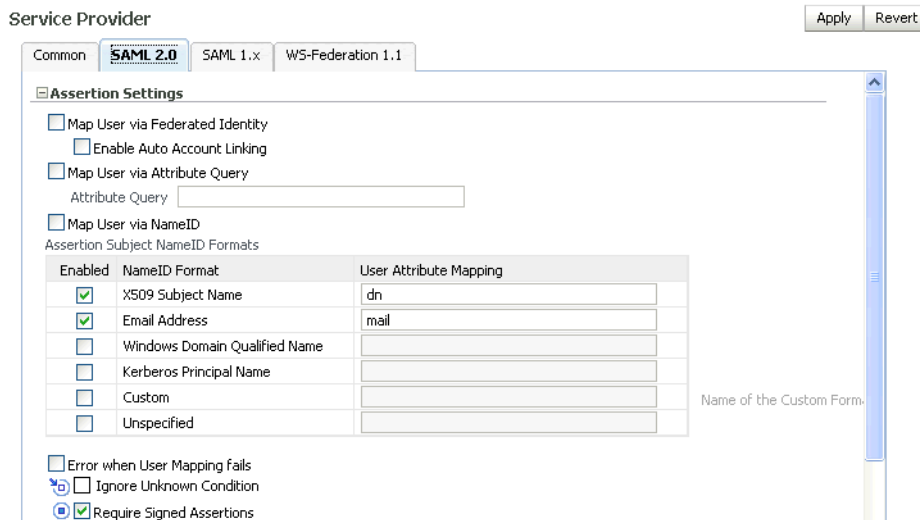 Service Provider
Apply
Revert
Common
SAML 2.0
SAML 1.x
WS-Federation 1.1
Assertion Settings
Map User via Federated Identity
Enable Auto Account Linking
Map User via Attribute Query
Attribute Query
Map User via NameID
Assertion Subject NameID Formats
Enabled NameID Format User Attribute Mapping
X509 Subject Name dn
Email Address mail
Windows Domain Qualified Name
Kerberos Principal Name
Custom Name of the Custom Form
Unspecified
Error when User Mapping fails
Ignore Unknown Condition
Require Signed Assertions